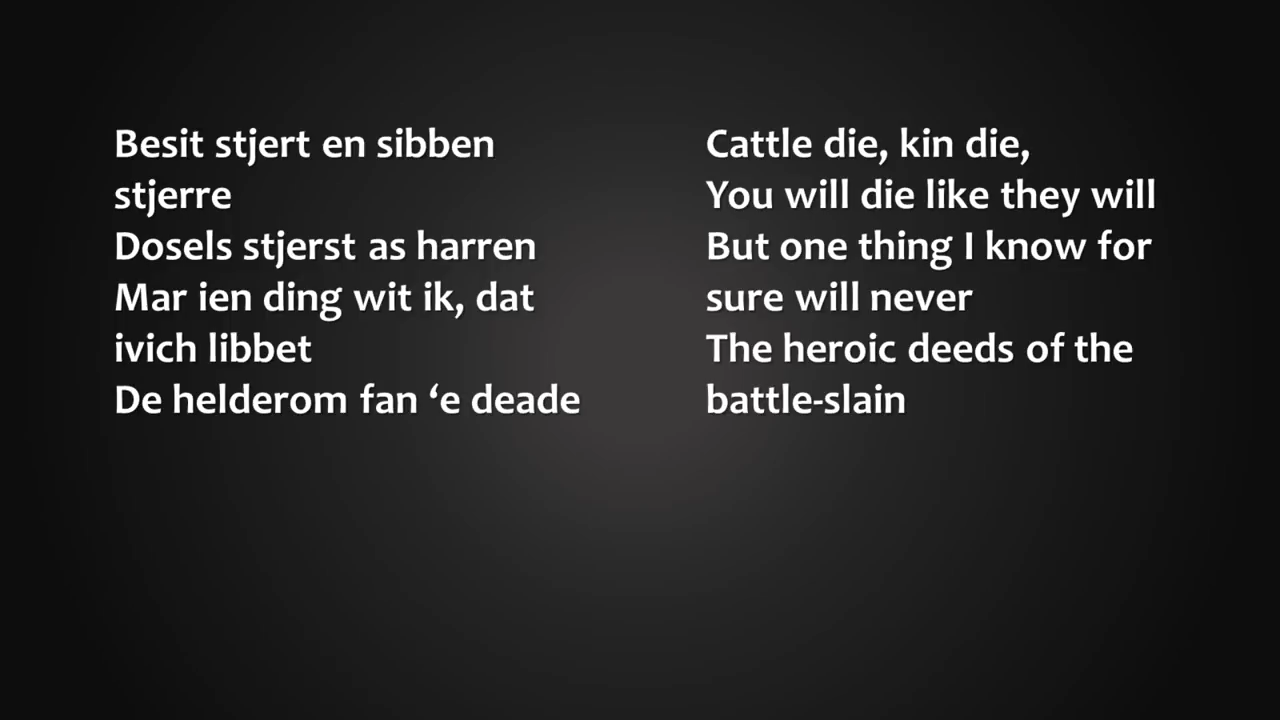 Besit stjert en sibben
stjerre
Dosels stjerst as harren
Mar ien ding wit ik, dat
ivich libbet
De helderom fan ‘e deade
Cattle die, kin die,
You will die like they will
But one thing I know for
sure will never
The heroic deeds of the
battle-slain